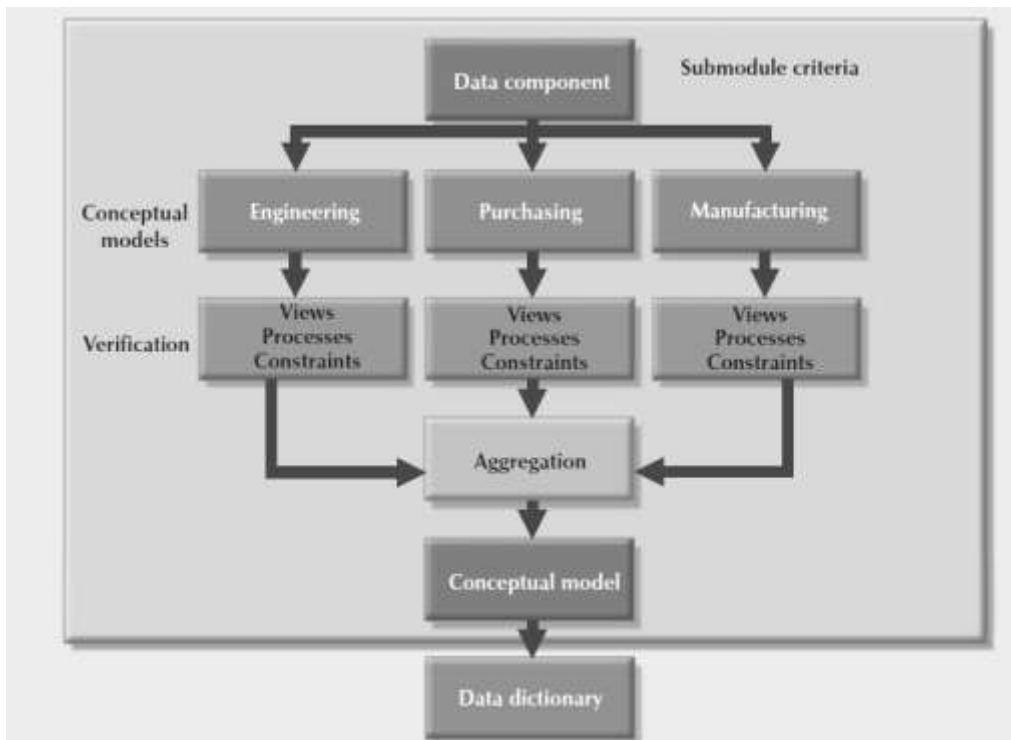 Data component
Submodule criteria
Conceptual
models
Engineering
Purchasing
Manufacturing
Verification
Views
Processes
Constraints
Views
Processes
Constraints
Views
Processes
Constraints
Aggregation
Conceptual model
Data dictionary